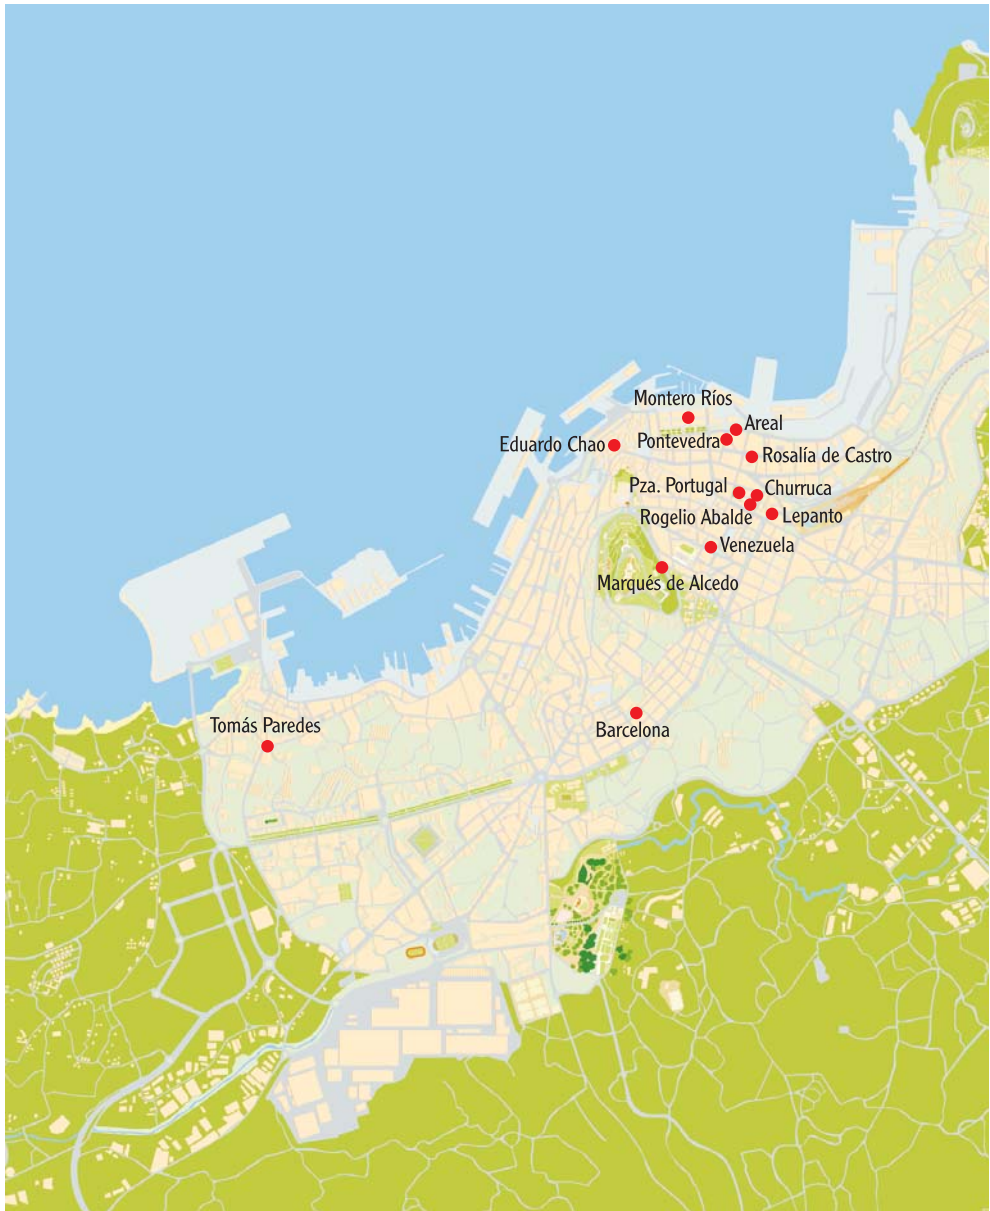 Montero Ríos
Areal
Pontevedra
Eduardo Chao
Rosalía de Castro
Pza. Portugal
Churruca
Rogelio Abalde
Lepanto
Venezuela
Marqués de Alcedo
Tomás Paredes
Barcelona